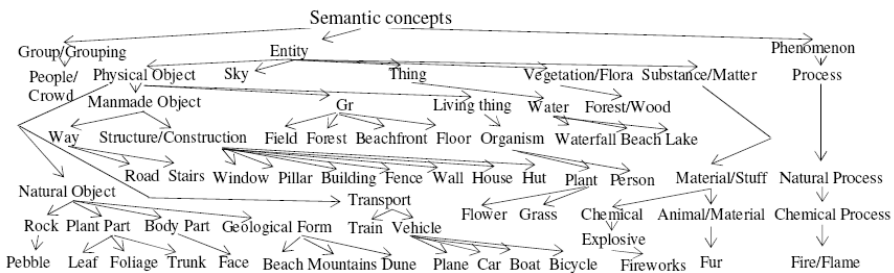 Semantic concepts
Group/Grouping Entity Phenomenon
People/ Physical Object Sky Thing Vegetation/Flora Substance/Matter Process
Crowd Manmade Object Gr Living thing Water Forest/Wood
Way Structure/Construction Field Forest Beachfront Floor Organism Waterfall Beach Lake
Road Stairs Window Pillar Building Fence Wall House Hut Plant Person Material/Stuff Natural Process
Natural Object Transport
Rock Plant Part Body Part Geological Form Train Vehicle Flower Grass Chemical Animal/Material Chemical Process
Explosive
Pebble Leaf Foliage Trunk Face Beach Mountains Dune Plane Car Boat Bicycle Fireworks Fur Fire/Flame